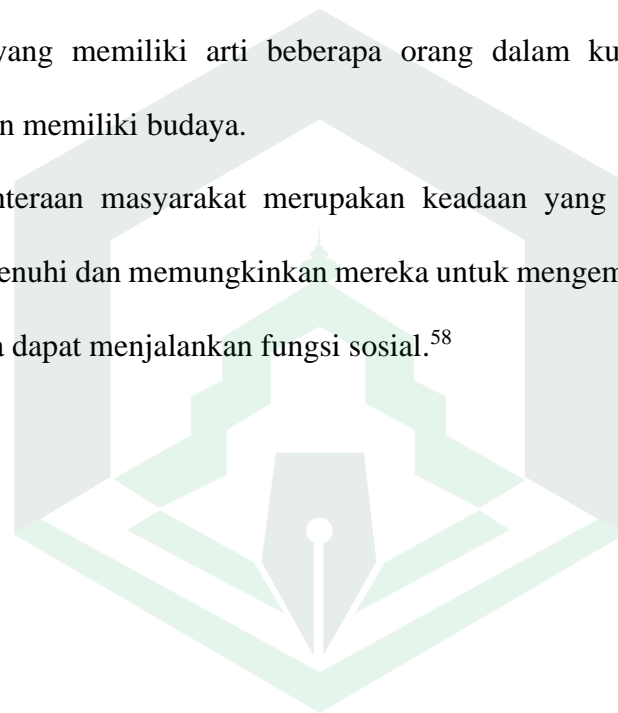 yang memiliki arti beberapa orang dalam ku
n memiliki budaya.
nteraan masyarakat merupakan keadaan yang
enuhi dan memungkinkan mereka untuk mengem
a dapat menjalankan fungsi sosial.58